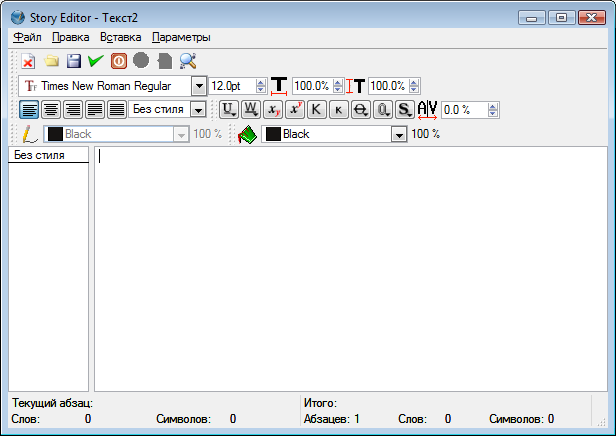 Story Editor - Текст2
Файл Правка Вставка Параметры
Times New Roman Regular 12.0pt 100.0% 100.0%
Без стиля U W xy xy K к O O S A|V 0.0 %
Black 100 % Black 100 %
Без стиля
Текущий абзац: Итого:
Слов: 0 Символов: 0 Абзацев: 1 Слов: 0 Символов: 0